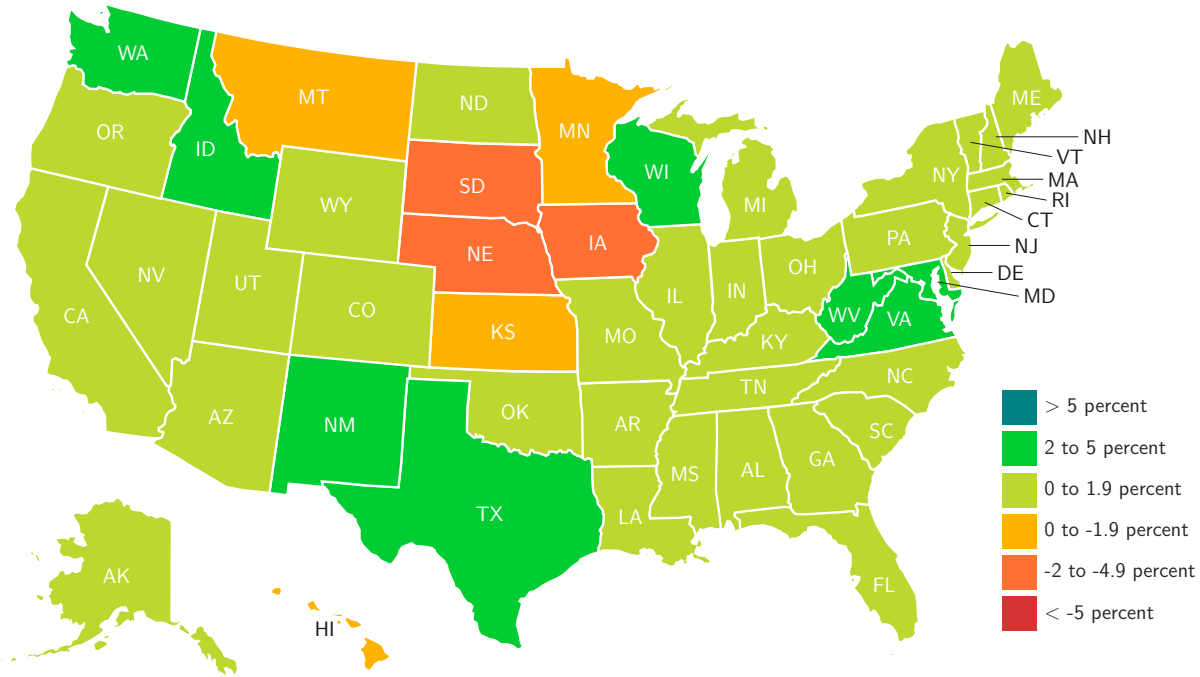 WA
MT
ND
MN
ME
OR
ID
SD
WI
NH
VT
NY
MA
RI
CT
WY
MI
NE
IA
PA
NJ
NV
UT
CO
IL
IN
OH
DE
MD
CA
KS
MO
KY
WV
VA
AZ
NM
OK
AR
TN
NC
SC
MS
AL
GA
LA
TX
FL
AK
HI
> 5 percent
2 to 5 percent
0 to 1.9 percent
0 to -1.9 percent
-2 to -4.9 percent
< -5 percent